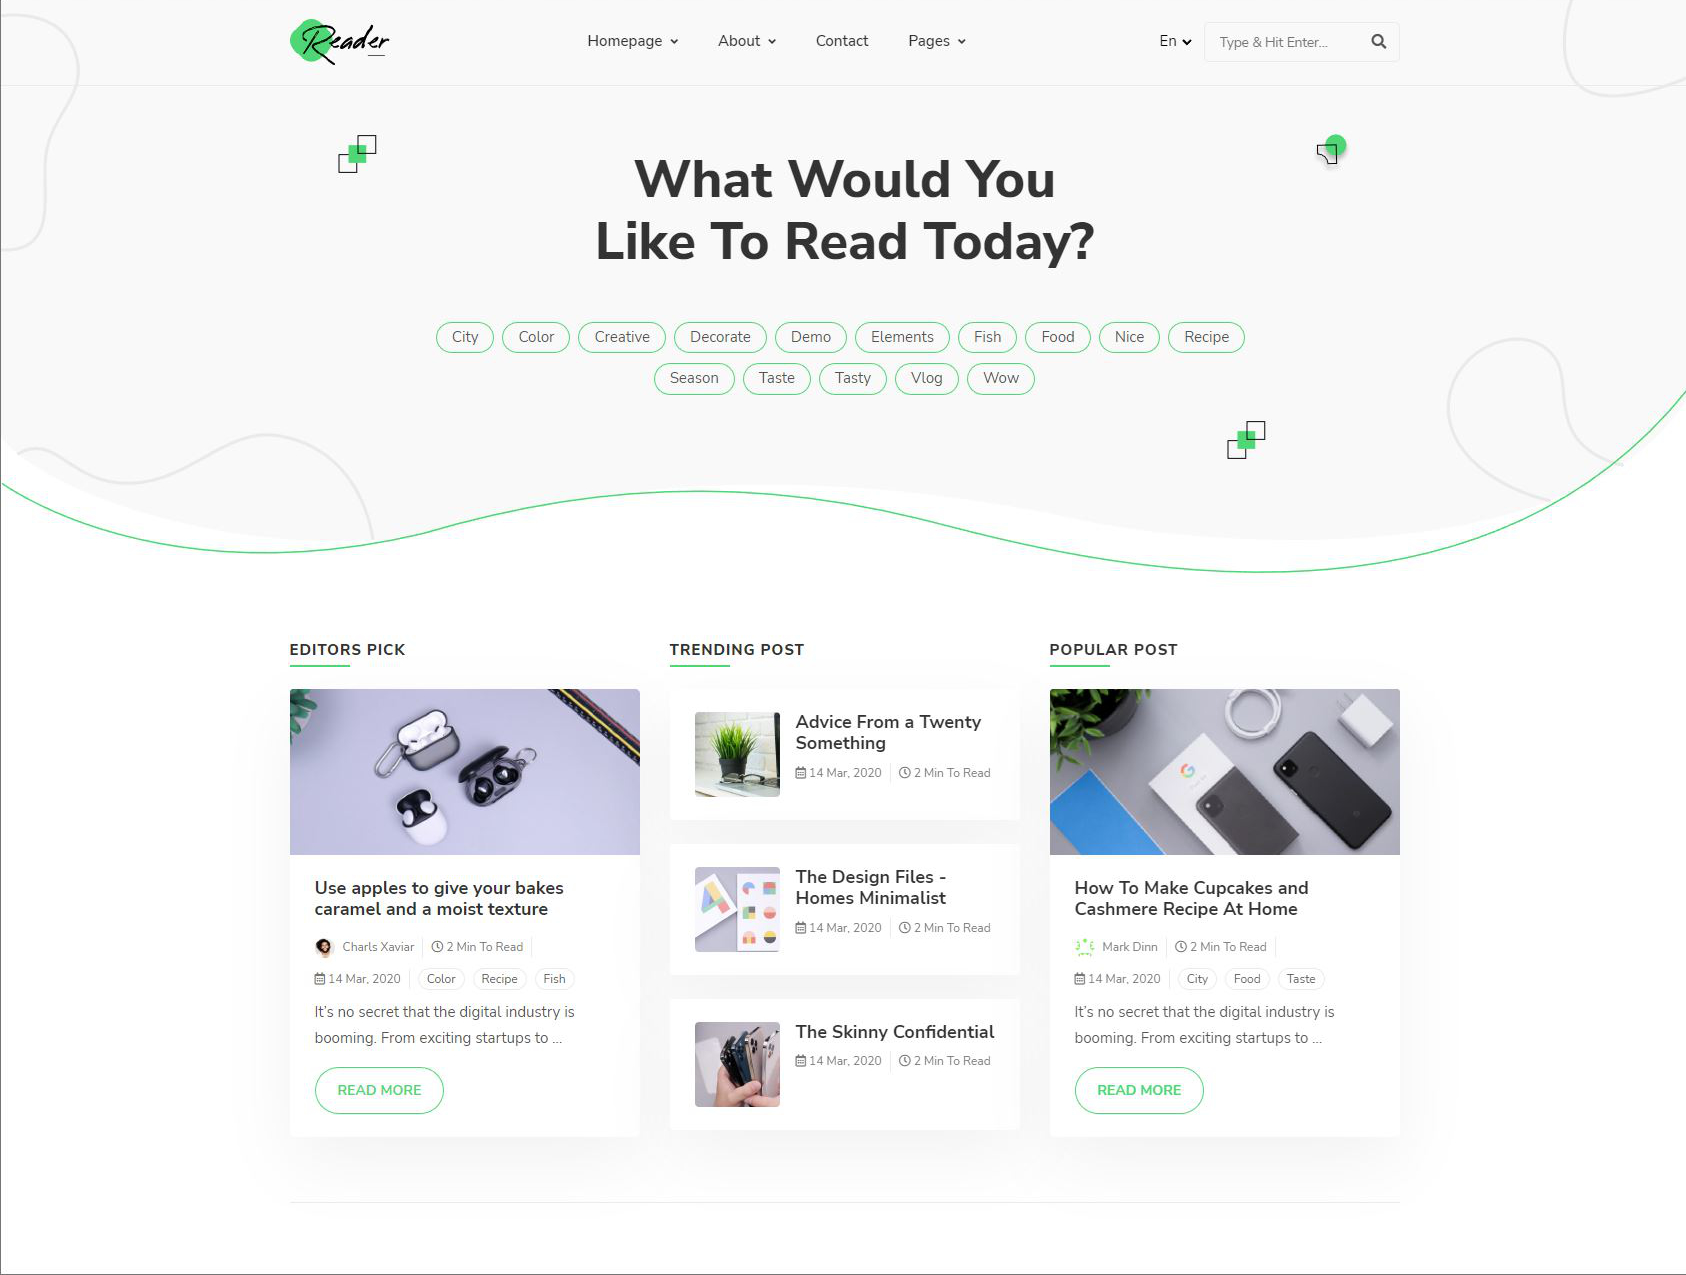 Reader
Homepage About Contact Pages
En Type & Hit Enter...
What Would You
Like To Read Today?
City Color Creative Decorate Demo Elements Fish Food Nice Recipe
Season Taste Tasty Vlog Wow
EDITORS PICK
Use apples to give your bakes
caramel and a moist texture
Charls Xaviar 2 Min To Read
14 Mar, 2020 Color Recipe Fish
It's no secret that the digital industry is
booming. From exciting startups to ...
READ MORE
TRENDING POST
Advice From a Twenty
Something
14 Mar, 2020 2 Min To Read
The Design Files -
Homes Minimalist
14 Mar, 2020 2 Min To Read
The Skinny Confidential
14 Mar, 2020 2 Min To Read
POPULAR POST
G
How To Make Cupcakes and
Cashmere Recipe At Home
Mark Dinn 2 Min To Read
14 Mar, 2020 City Food Taste
It's no secret that the digital industry is
booming. From exciting startups to ...
READ MORE